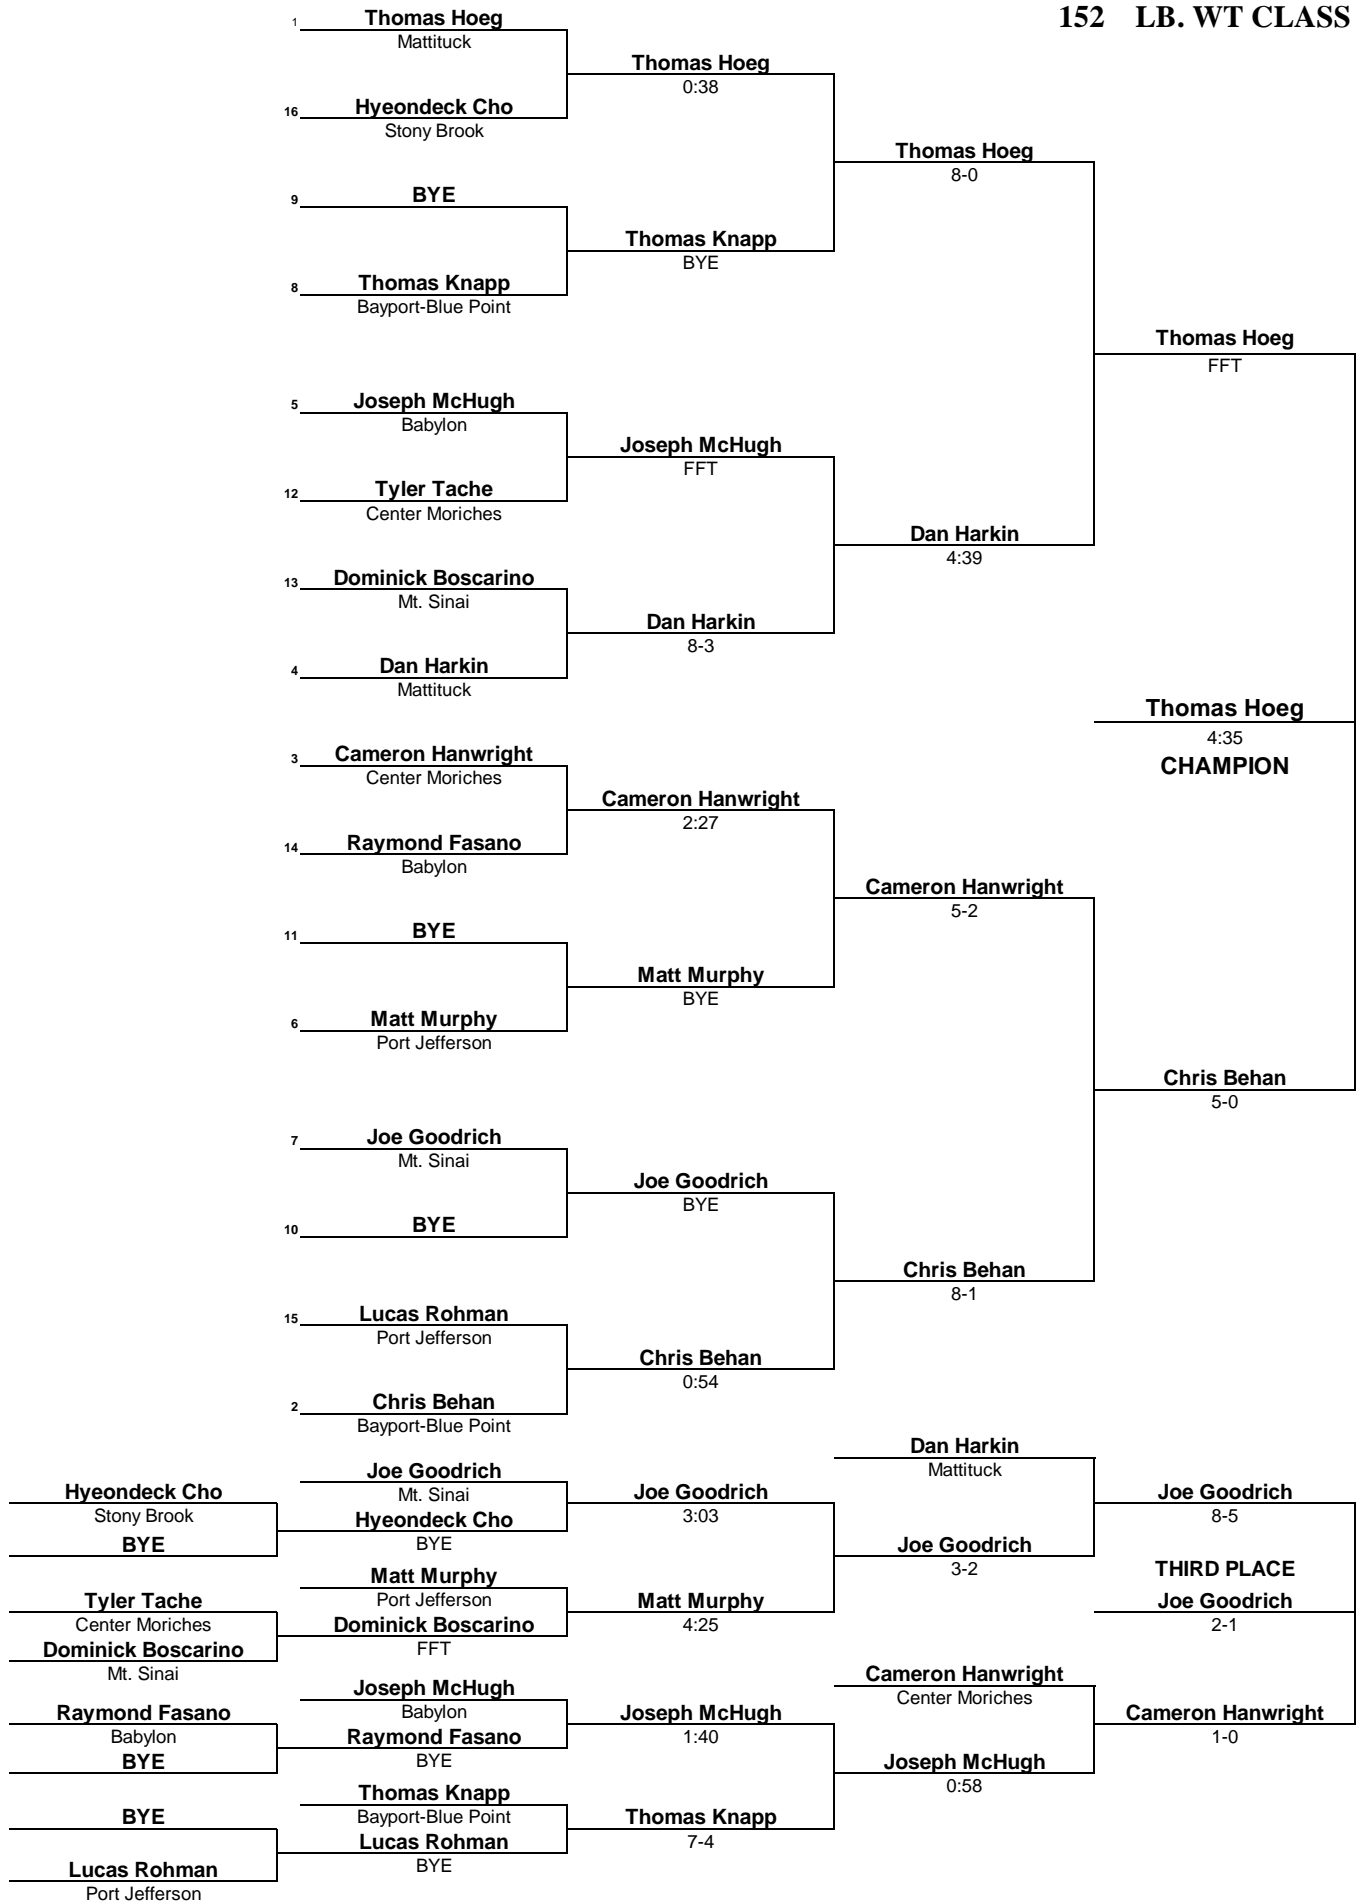 152 LB. WT CLASS
1 Thomas Hoeg
Mattituck
Thomas Hoeg
0:38
16 Hyeondeck Cho
Stony Brook
Thomas Hoeg
8-0
9 BYE
Thomas Knapp
BYE
8 Thomas Knapp
Bayport-Blue Point
Thomas Hoeg
FFT
5 Joseph McHugh
Babylon
Joseph McHugh
FFT
12 Tyler Tache
Center Moriches
Dan Harkin
4:39
13 Dominick Boscarino
Mt. Sinai
Dan Harkin
8-3
4 Dan Harkin
Mattituck
Thomas Hoeg
4:35
CHAMPION
3 Cameron Hanwright
Center Moriches
Cameron Hanwright
2:27
14 Raymond Fasano
Babylon
Cameron Hanwright
5-2
11 BYE
Matt Murphy
BYE
6 Matt Murphy
Port Jefferson
Chris Behan
5-0
7 Joe Goodrich
Mt. Sinai
Joe Goodrich
BYE
10 BYE
Chris Behan
8-1
15 Lucas Rohman
Port Jefferson
Chris Behan
0:54
2 Chris Behan
Bayport-Blue Point
Dan Harkin
Mattituck
Joe Goodrich
Mt. Sinai
Hyeondeck Cho
Stony Brook
Joe Goodrich
3:03
Joe Goodrich
8-5
Hyeondeck Cho
BYE
BYE
Joe Goodrich
3-2
THIRD PLACE
Matt Murphy
Port Jefferson
Tyler Tache
Center Moriches
Matt Murphy
4:25
Joe Goodrich
2-1
Dominick Boscarino
FFT
Dominick Boscarino
Mt. Sinai
Cameron Hanwright
Center Moriches
Joseph McHugh
Babylon
Raymond Fasano
Babylon
Joseph McHugh
1:40
Cameron Hanwright
1-0
Raymond Fasano
BYE
BYE
Joseph McHugh
0:58
Thomas Knapp
Bayport-Blue Point
BYE
Thomas Knapp
7-4
Lucas Rohman
BYE
Lucas Rohman
Port Jefferson